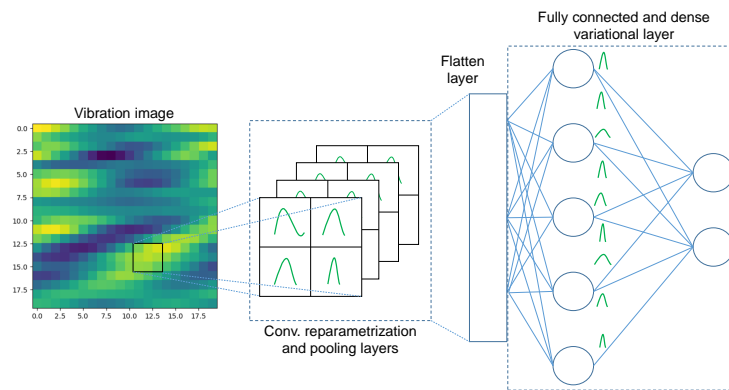 Fully connected and dense
variational layer
Flatten
layer
Vibration image
0.0
2.5
5.0
7.5
10.0
12.5
15.0
17.5
0.0 2.5 5.0 7.5 10.0 12.5 15.0 17.5
Conv. reparametrization
and pooling layers